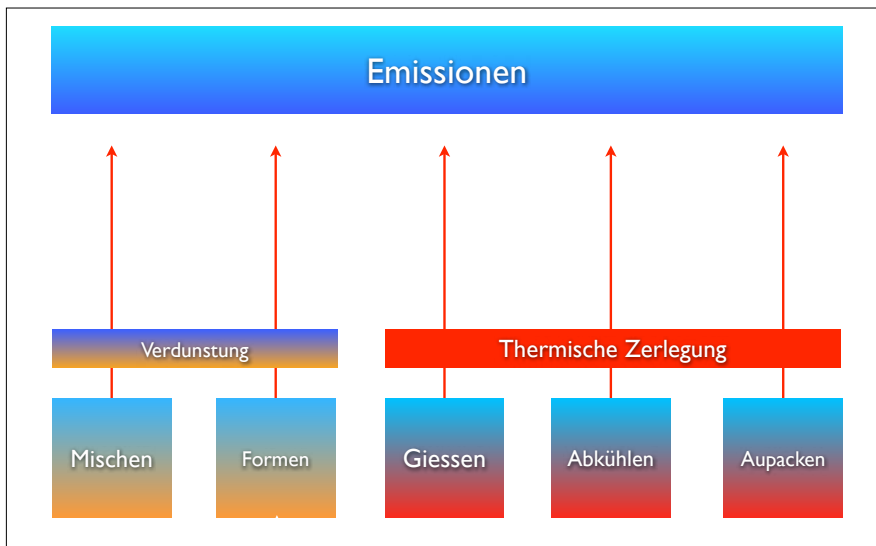 Emissionen
Verdunstung
Thermische Zerlegung
Mischen
Formen
Giessen
Abkühlen
Aupacken